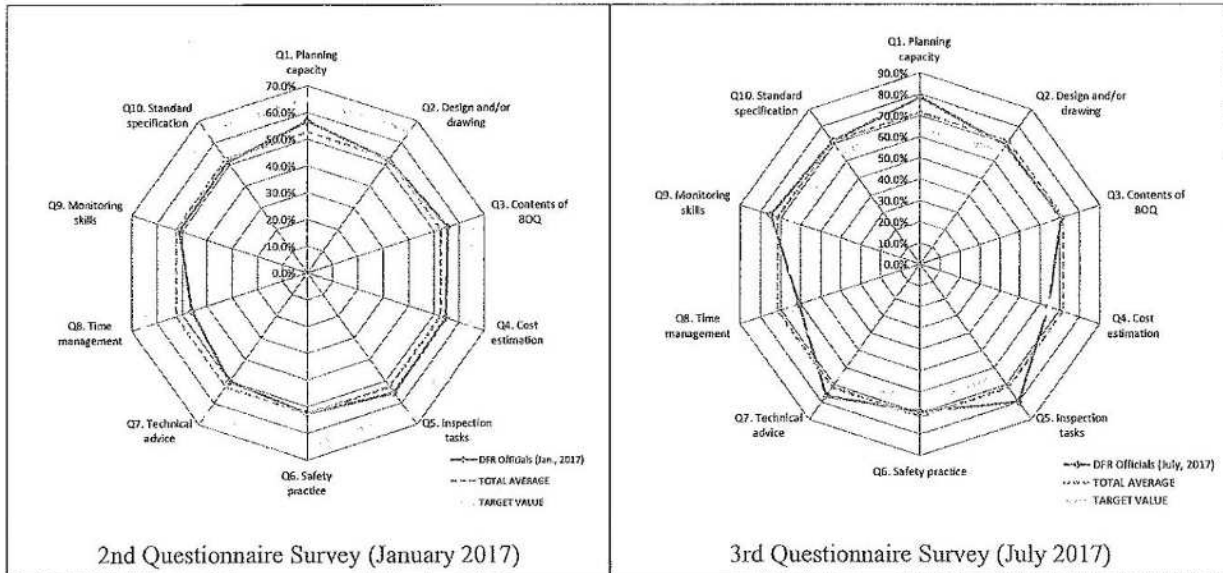 Q1. Planning
capacity
70.0%
Q10. Standard
specification
60.0%
Q2. Design and/or
drawing
50.0%
40.0%
30.0%
Q9. Monitoring
skills
Q3. Contents of
BOQ
20.0%
10.0%
0.0%
Q8. Time
management
Q4. Cost
estimation
Q7. Technical
advice
Q5. Inspection
tasks
Q6. Safety
practice
DFR Officials (Jan., 2017)
TOTAL AVERAGE
TARGET VALUE
2nd Questionnaire Survey (January 2017)
Q1. Planning
capacity
90.0%
Q10. Standard
specification
80.0%
Q2. Design and/or
drawing
70.0%
60.0%
50.0%
40.0%
Q9. Monitoring
skills
Q3. Contents of
BOQ
30.0%
20.0%
10.0%
0.0%
Q8. Time
management
Q4. Cost
estimation
Q7. Technical
advice
Q5. Inspection
tasks
Q6. Safety practice
DFR Officials (July, 2017)
TOTAL AVERAGE
TARGET VALUE
3rd Questionnaire Survey (July 2017)